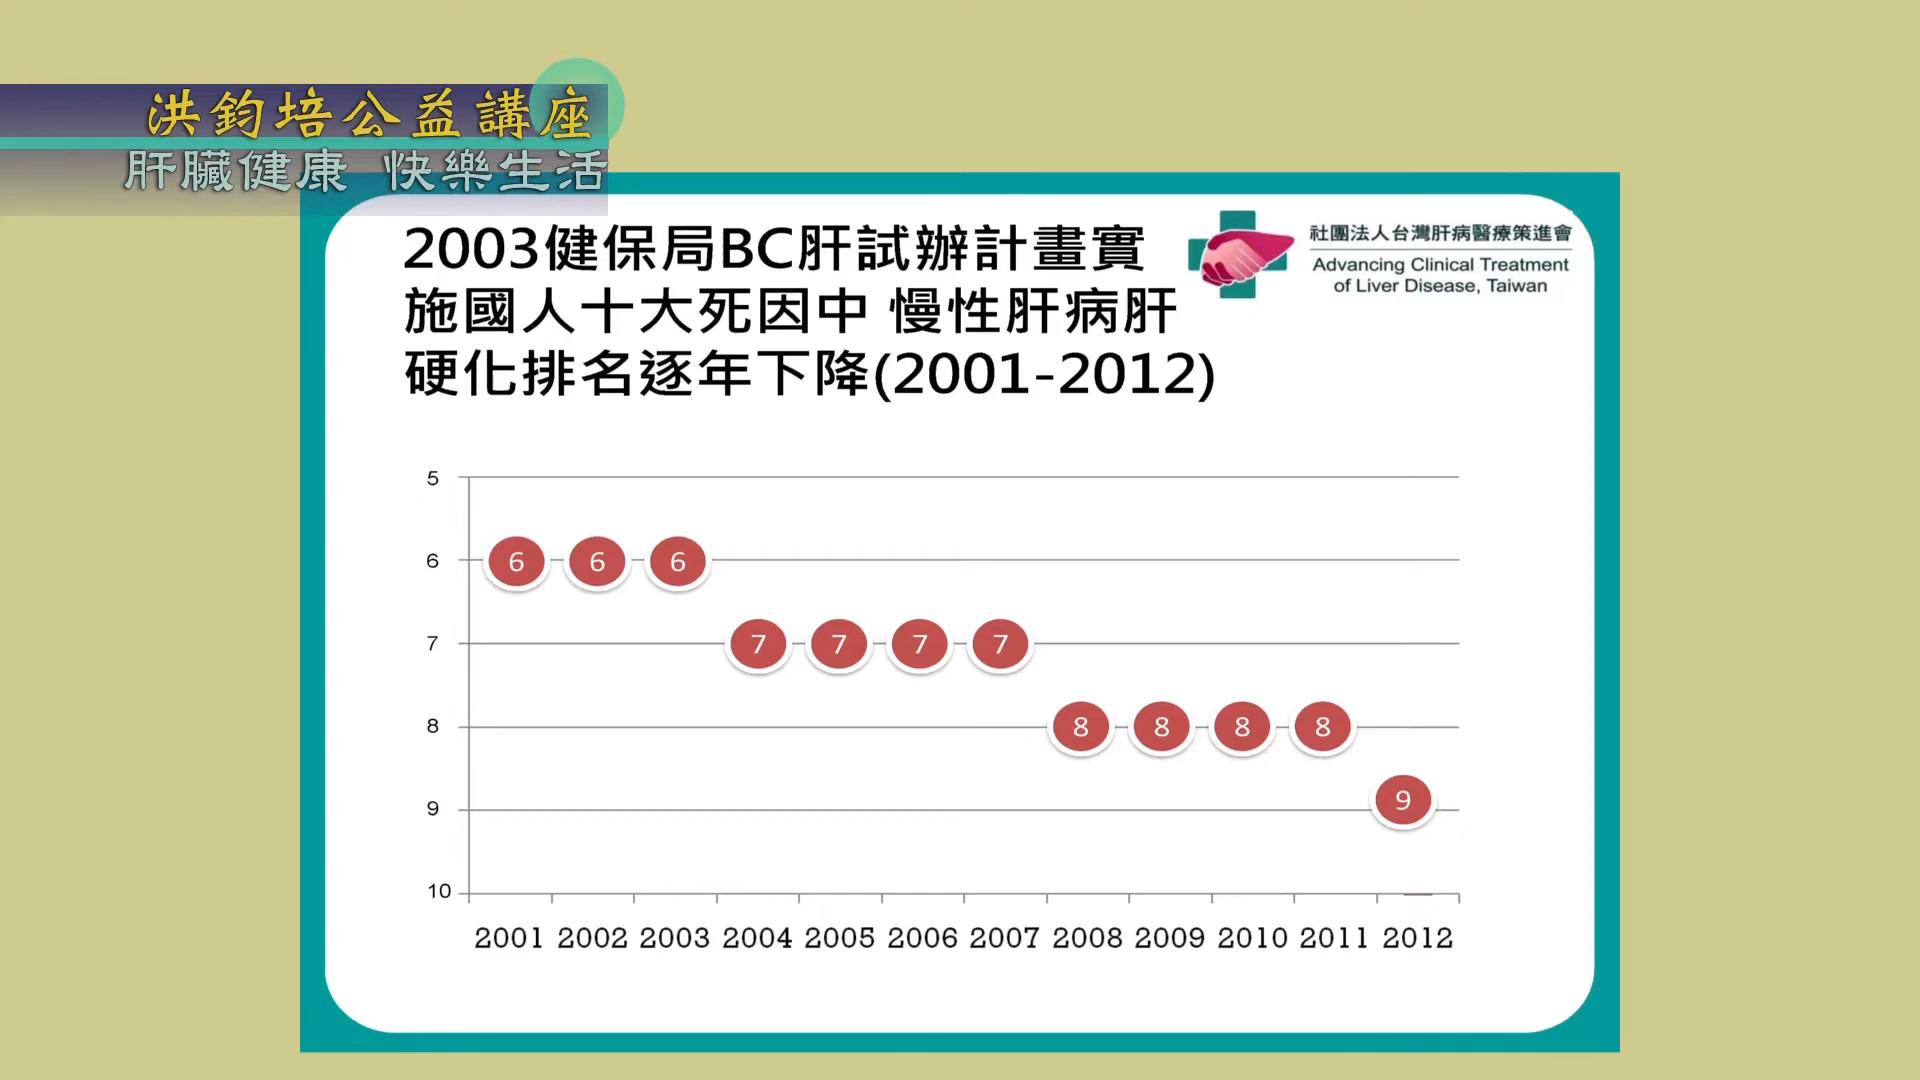 洪鈞培公益講座
肝臟健康 快樂生活
2003健保局BC肝試辦計畫實
施國人十大死因中 慢性肝病肝
硬化排名逐年下降(2001-2012)
社團法人台灣肝病醫療策進會
Advancing Clinical Treatment
of Liver Disease, Taiwan
5
6 6 6 6
7 7 7 7 7
8 8 8 8 8
9 9
10
2001 2002 2003 2004 2005 2006 2007 2008 2009 2010 2011 2012